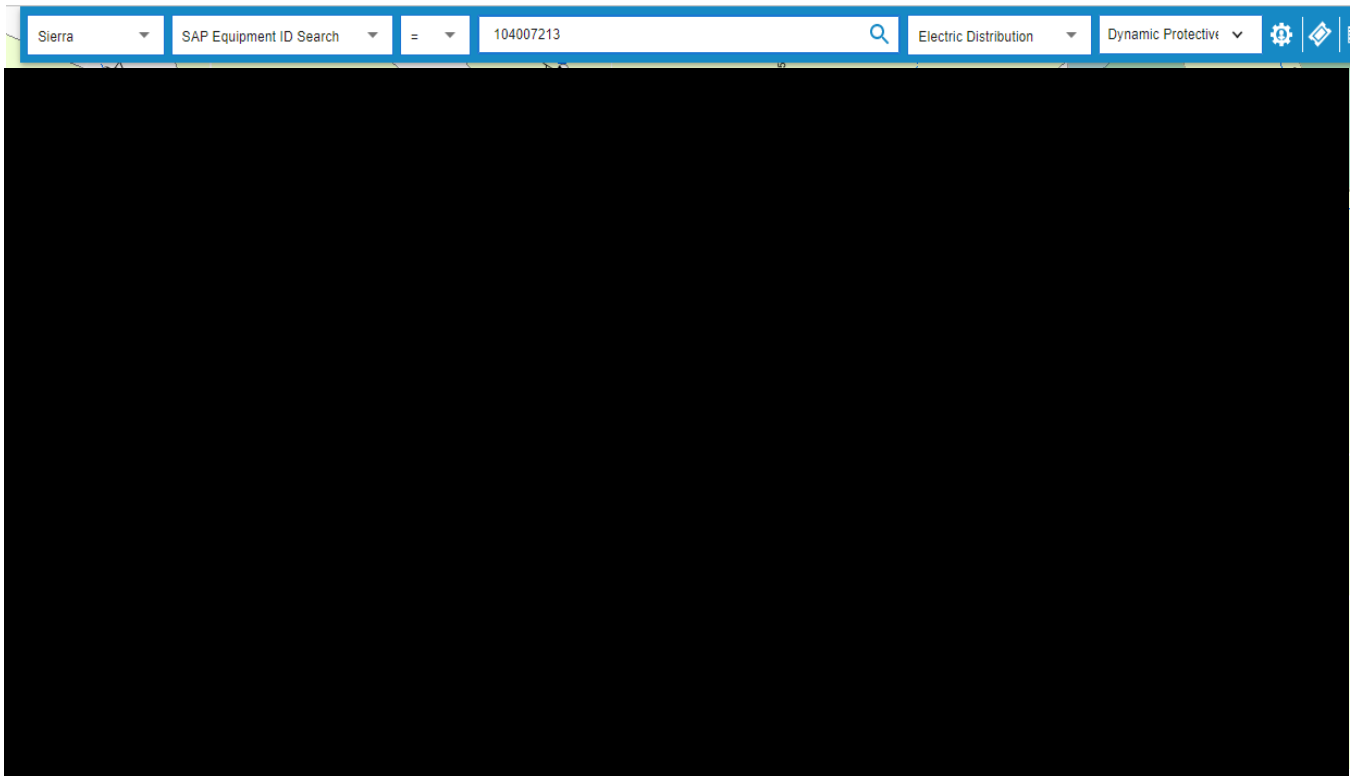 Sierra SAP Equipment ID Search = 104007213 Electric Distribution Dynamic Protective